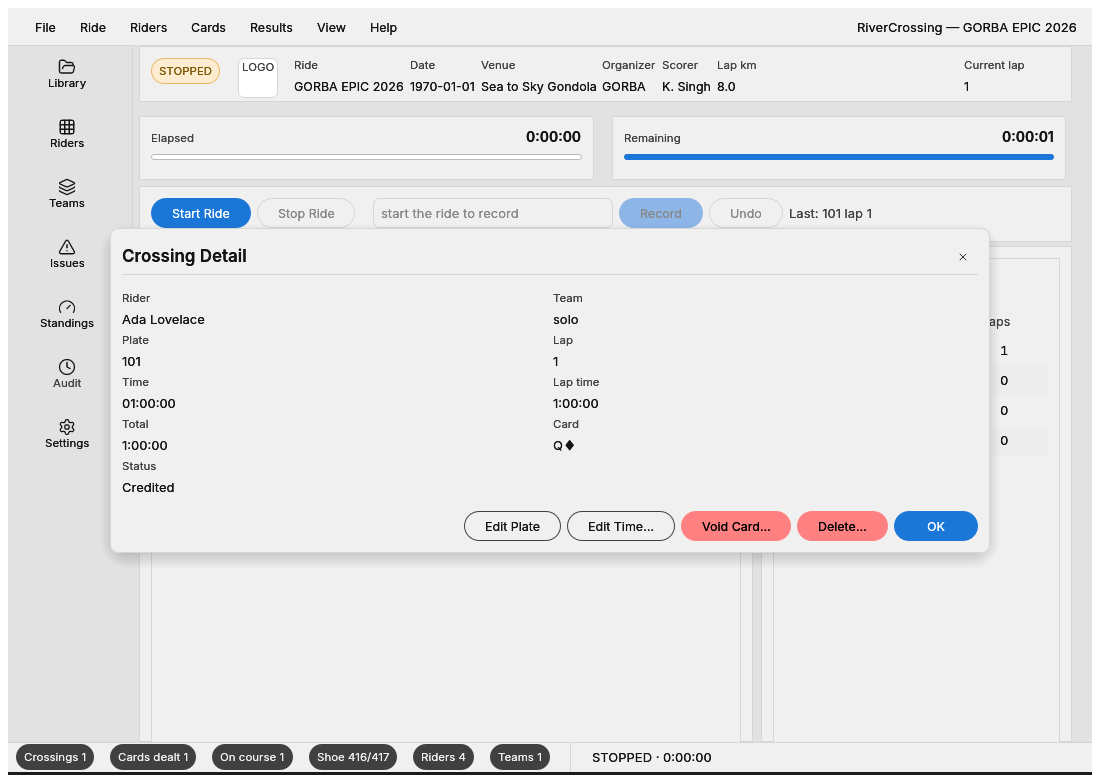 File Ride Riders Cards Results View Help RiverCrossing — GORBA EPIC 2026
Library
Riders
Teams
Issues
Standings
Audit
Settings
STOPPED LOGO
Ride Date Venue Organizer Scorer Lap km Current lap
GORBA EPIC 2026 1970-01-01 Sea to Sky Gondola GORBA K. Singh 8.0 1
Elapsed 0:00:00
Remaining 0:00:01
Start Ride Stop Ride start the ride to record Record Undo Last: 101 lap 1
Crossing Detail ×
Rider Team
Ada Lovelace solo
Plate Lap
101 1
Time Lap time
01:00:00 1:00:00
Total Card
1:00:00 Q♦
Status
Credited
Edit Plate Edit Time... Void Card... Delete... OK
aps
1
0
0
0
Crossings 1 Cards dealt 1 On course 1 Shoe 416/417 Riders 4 Teams 1 STOPPED · 0:00:00